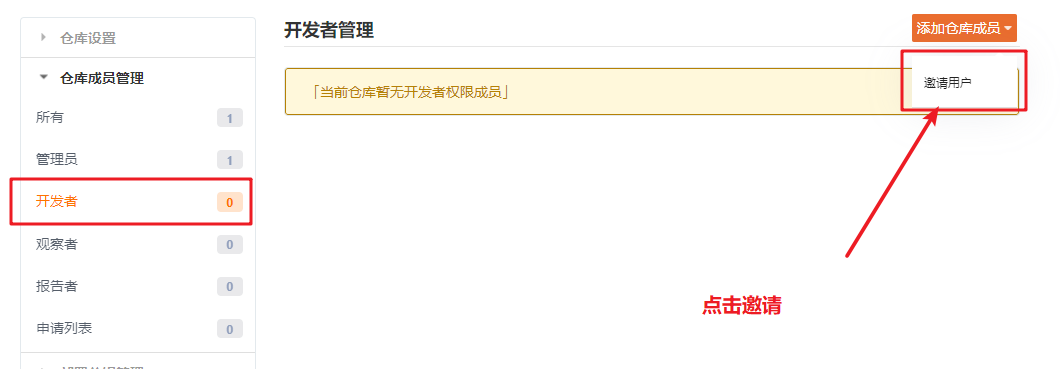 仓库设置
仓库成员管理
所有 1
管理员 1
开发者 0
观察者 0
报告者 0
申请列表 0
开发者管理
添加仓库成员
邀请用户
「当前仓库暂无开发者权限成员」
点击邀请